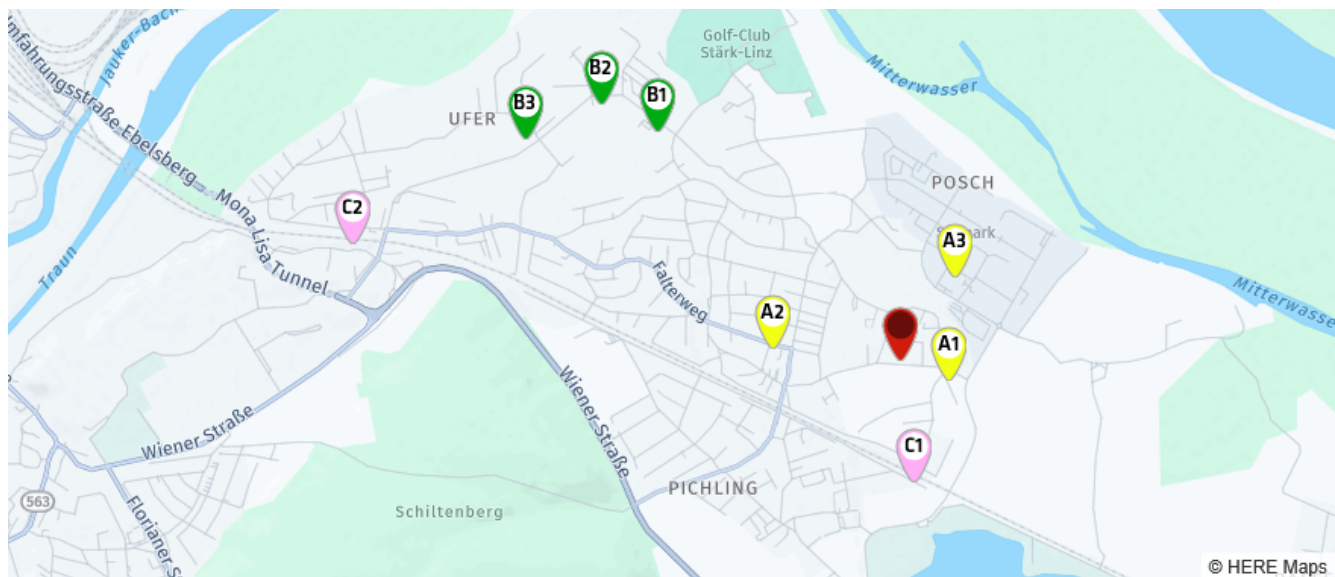 Golf-Club
Stärk-Linz
Jauker-Bach
Umfahrungsstraße Ebelsberg
B2
B1
B3
UFER
Mitterwasser
POSCH
Mona Lisa Tunnel
C2
A3
Traun
Falterweg
A2
A1
Mitterwasser
Wiener Straße
Wiener Straße
C1
PICHLING
563
Schiltenberg
Florianer
© HERE Maps